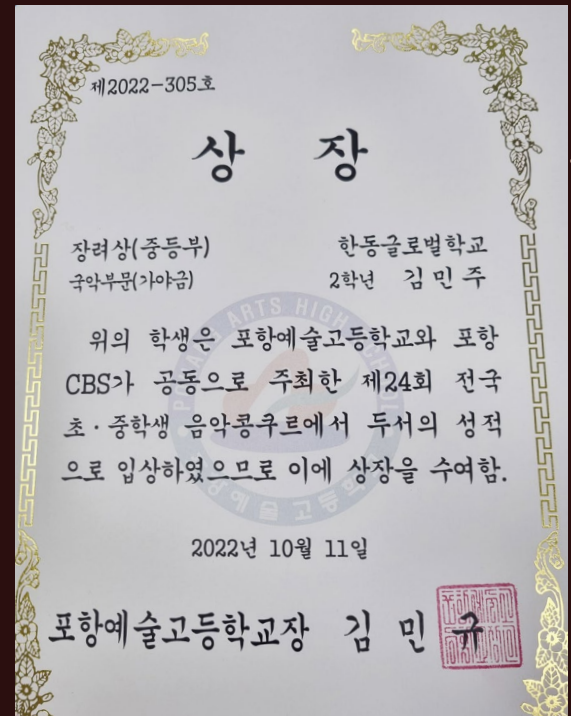 제2022-305호
상 장
장려상(중등부)
한동글로벌학교
국악부문(가야금)
2학년 김민주
위의 학생은 포항예술고등학교와 포항
CBS가 공동으로 주최한 제24회 전국
초·중학생 음악콩쿠르에서 두서의 성적
으로 입상하였으므로 이에 상장을 수여함.
2022년 10월 11일
포항예술고등학교장 김 민 규